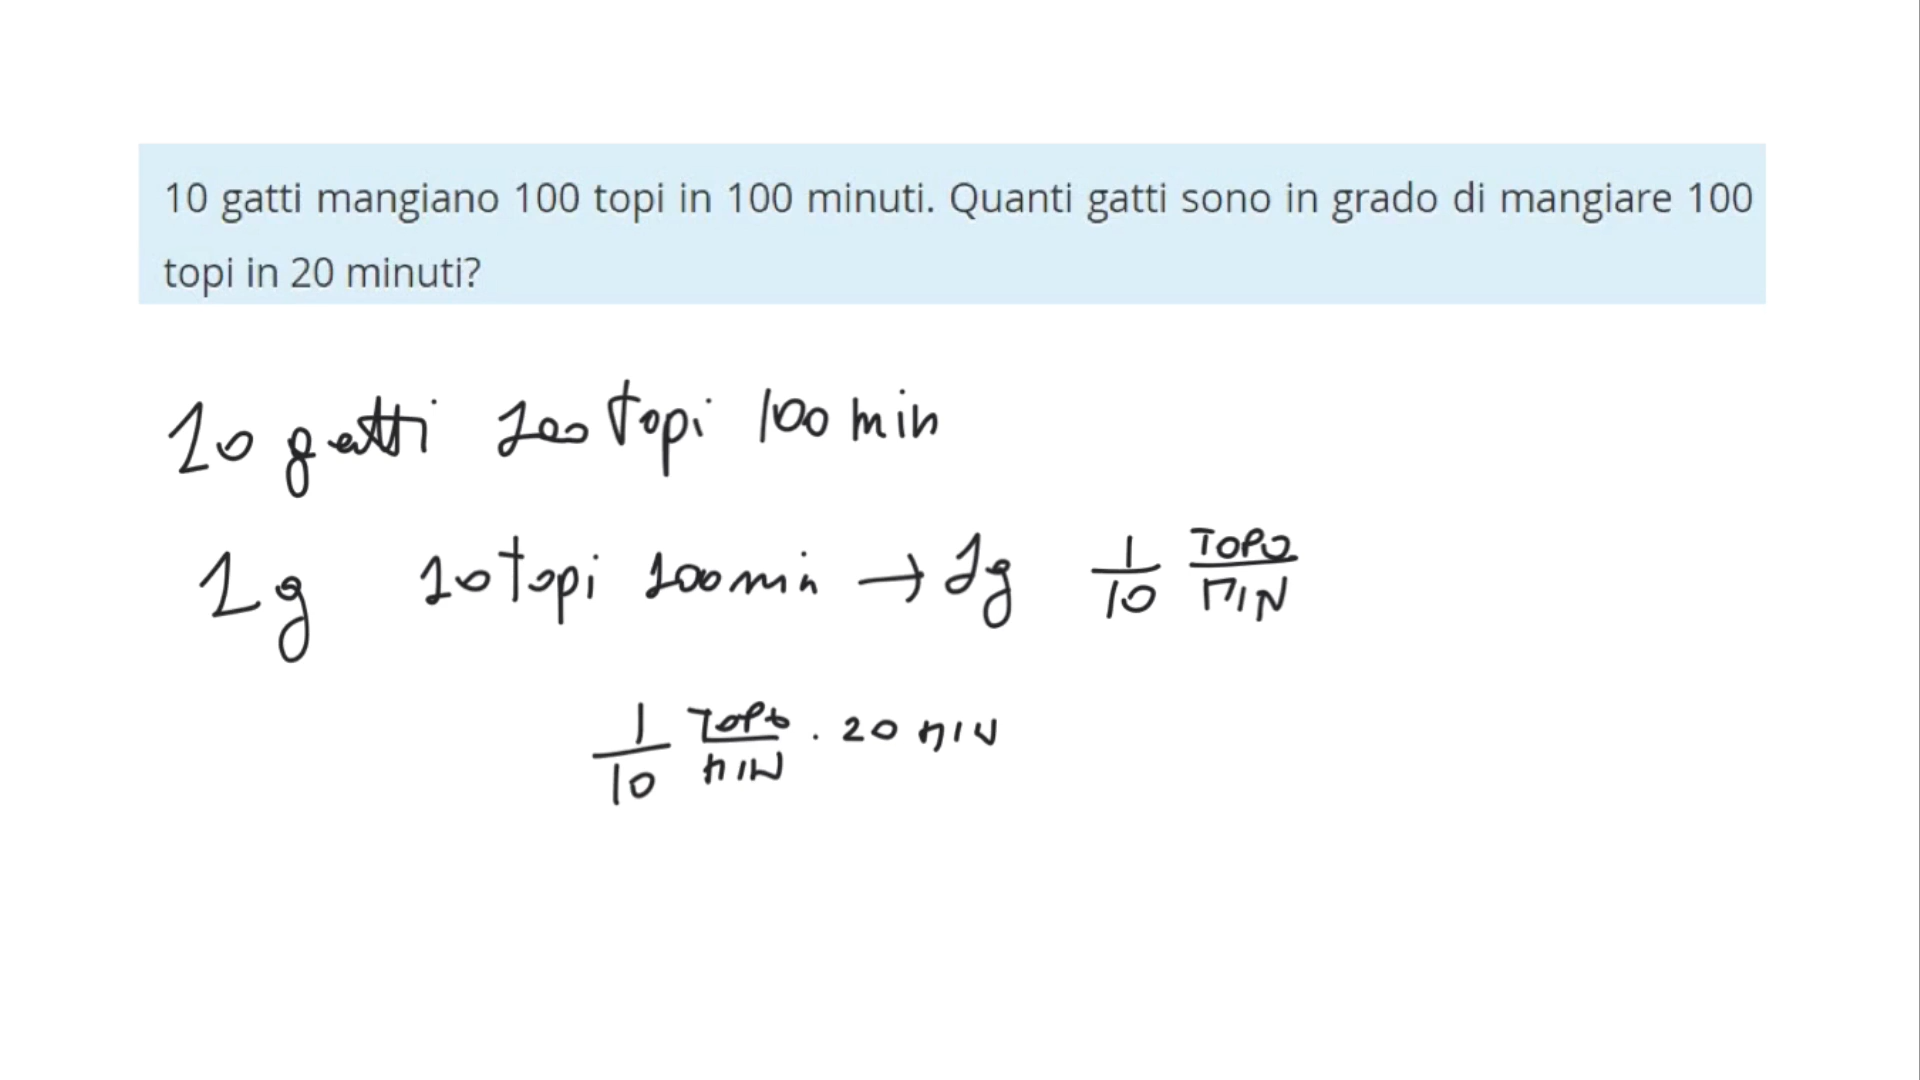 10 gatti mangiano 100 topi in 100 minuti. Quanti gatti sono in grado di mangiare 100
topi in 20 minuti?
10 gatti 100 topi 100 min
1g 10 topi 100 min → 1g 1/10 TOPO/MIN
1/10 TOPO/MIN · 20 MIN